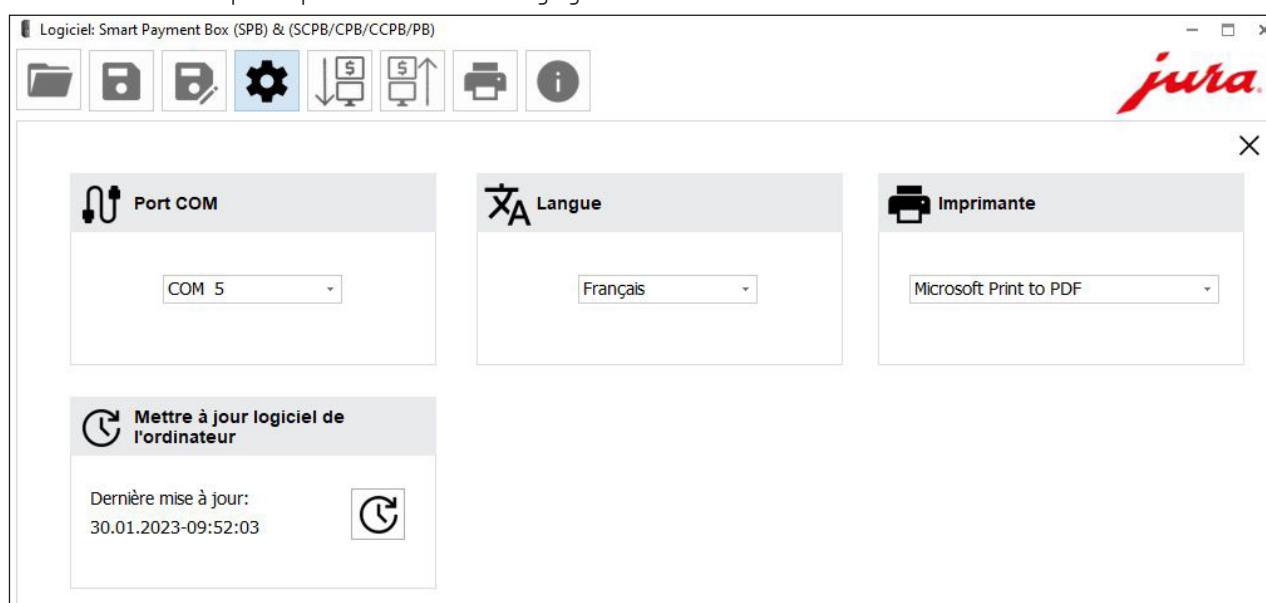 Logiciel: Smart Payment Box (SPB) & (SCPB/CPB/CCPB/PB)
jura
Port COM
Langue
Imprimante
COM 5
Français
Microsoft Print to PDF
Mettre à jour logiciel de
l'ordinateur
Dernière mise à jour:
30.01.2023-09:52:03